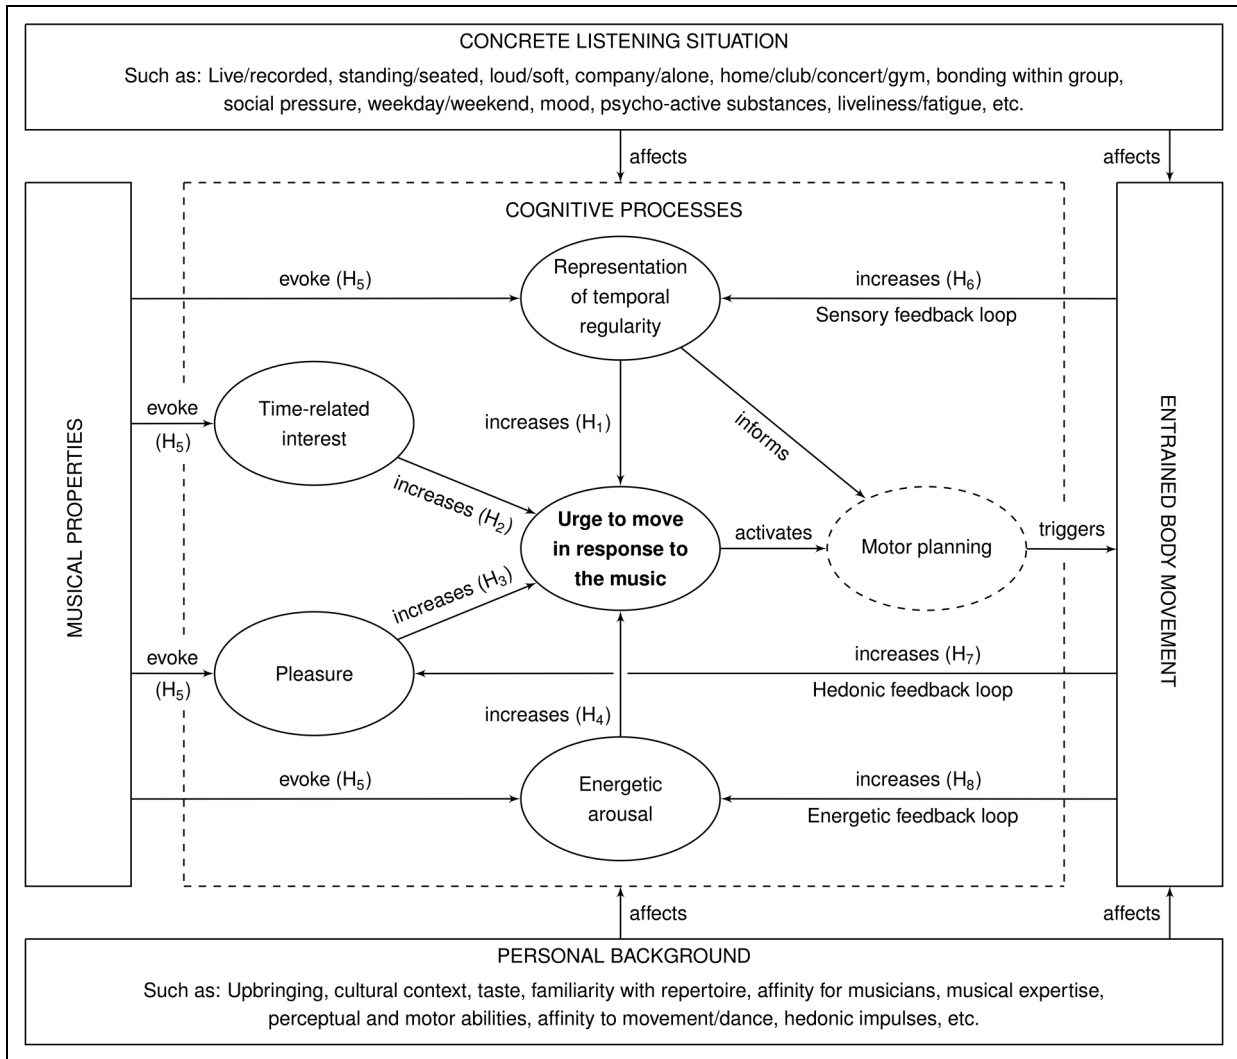 CONCRETE LISTENING SITUATION
Such as: Live/recorded, standing/seated, loud/soft, company/alone, home/club/concert/gym, bonding within group,
social pressure, weekday/weekend, mood, psycho-active substances, liveliness/fatigue, etc.
affects
affects
COGNITIVE PROCESSES
Representation
of temporal
regularity
evoke (H5)
increases (H6)
Sensory feedback loop
MUSICAL PROPERTIES
evoke
(H5)
Time-related
interest
increases (H1)
informs
ENTRAINED BODY MOVEMENT
increases (H2)
Urge to move
in response to
the music
activates
Motor planning
triggers
increases (H3)
evoke
(H5)
Pleasure
increases (H7)
Hedonic feedback loop
increases (H4)
evoke (H5)
Energetic
arousal
increases (H8)
Energetic feedback loop
affects
affects
PERSONAL BACKGROUND
Such as: Upbringing, cultural context, taste, familiarity with repertoire, affinity for musicians, musical expertise,
perceptual and motor abilities, affinity to movement/dance, hedonic impulses, etc.